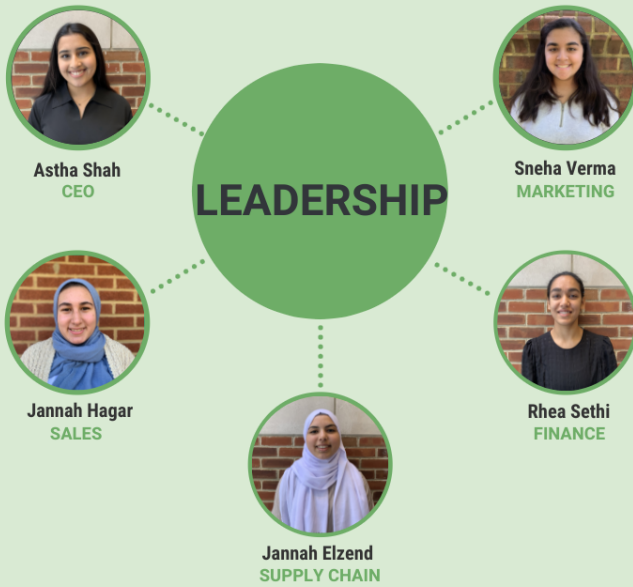 Astha Shah
CEO
Sneha Verma
MARKETING
LEADERSHIP
Jannah Hagar
SALES
Rhea Sethi
FINANCE
Jannah Elzend
SUPPLY CHAIN